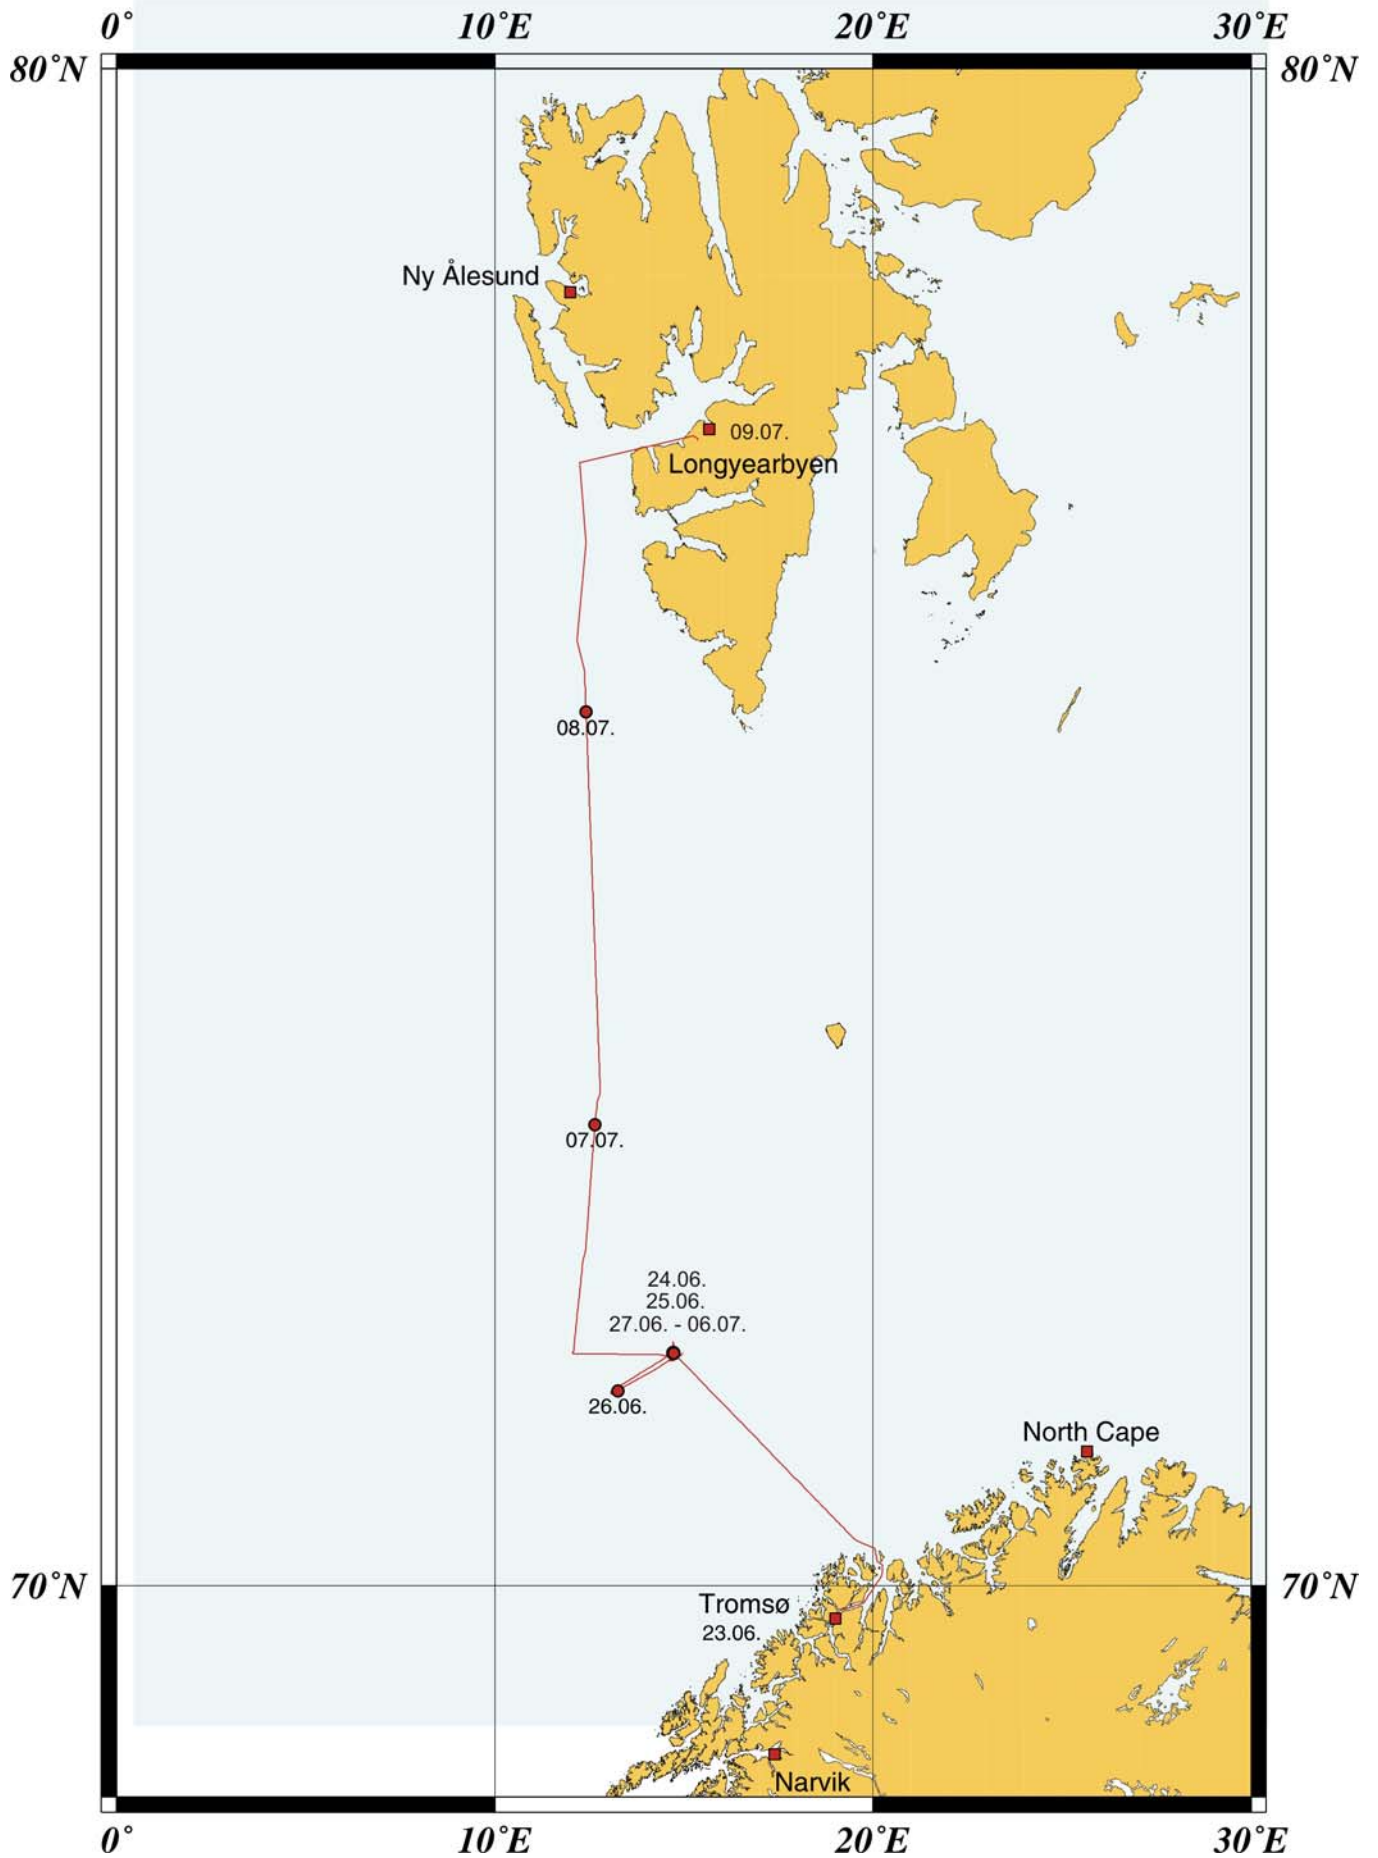 0° 10°E 20°E 30°E
80°N 80°N
Ny Ålesund
09.07.
Longyearbyen
08.07.
07.07.
24.06.
25.06.
27.06. - 06.07.
26.06.
North Cape
70°N 70°N
Tromsø
23.06.
Narvik
0° 10°E 20°E 30°E